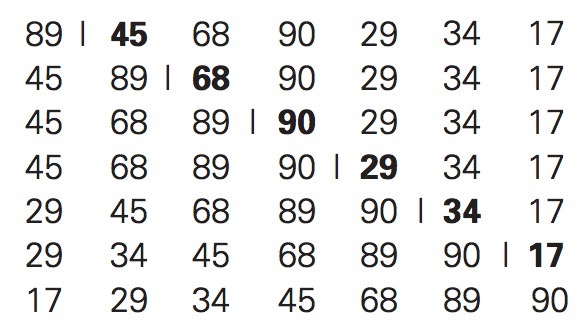 89 | 45 68 90 29 34 17
45 89 | 68 90 29 34 17
45 68 89 | 90 29 34 17
45 68 89 90 | 29 34 17
29 45 68 89 90 | 34 17
29 34 45 68 89 90 | 17
17 29 34 45 68 89 90